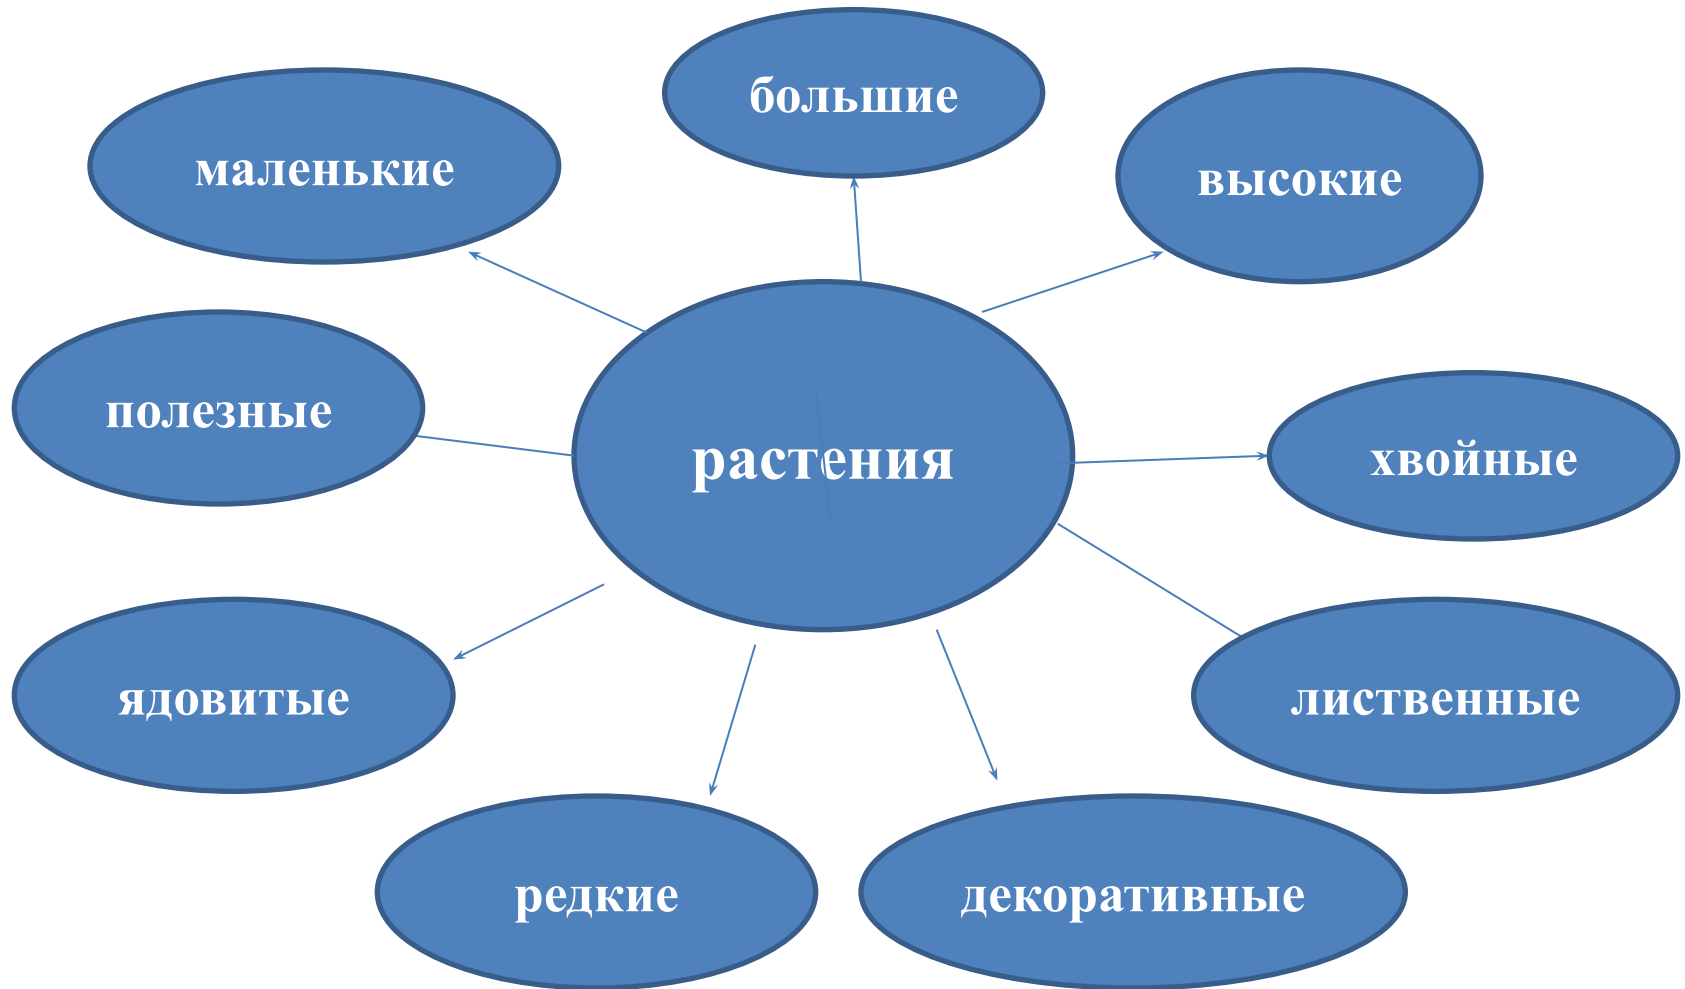 большие
маленькие
высокие
полезные
растения
хвойные
ядовитые
лиственные
редкие
декоративные